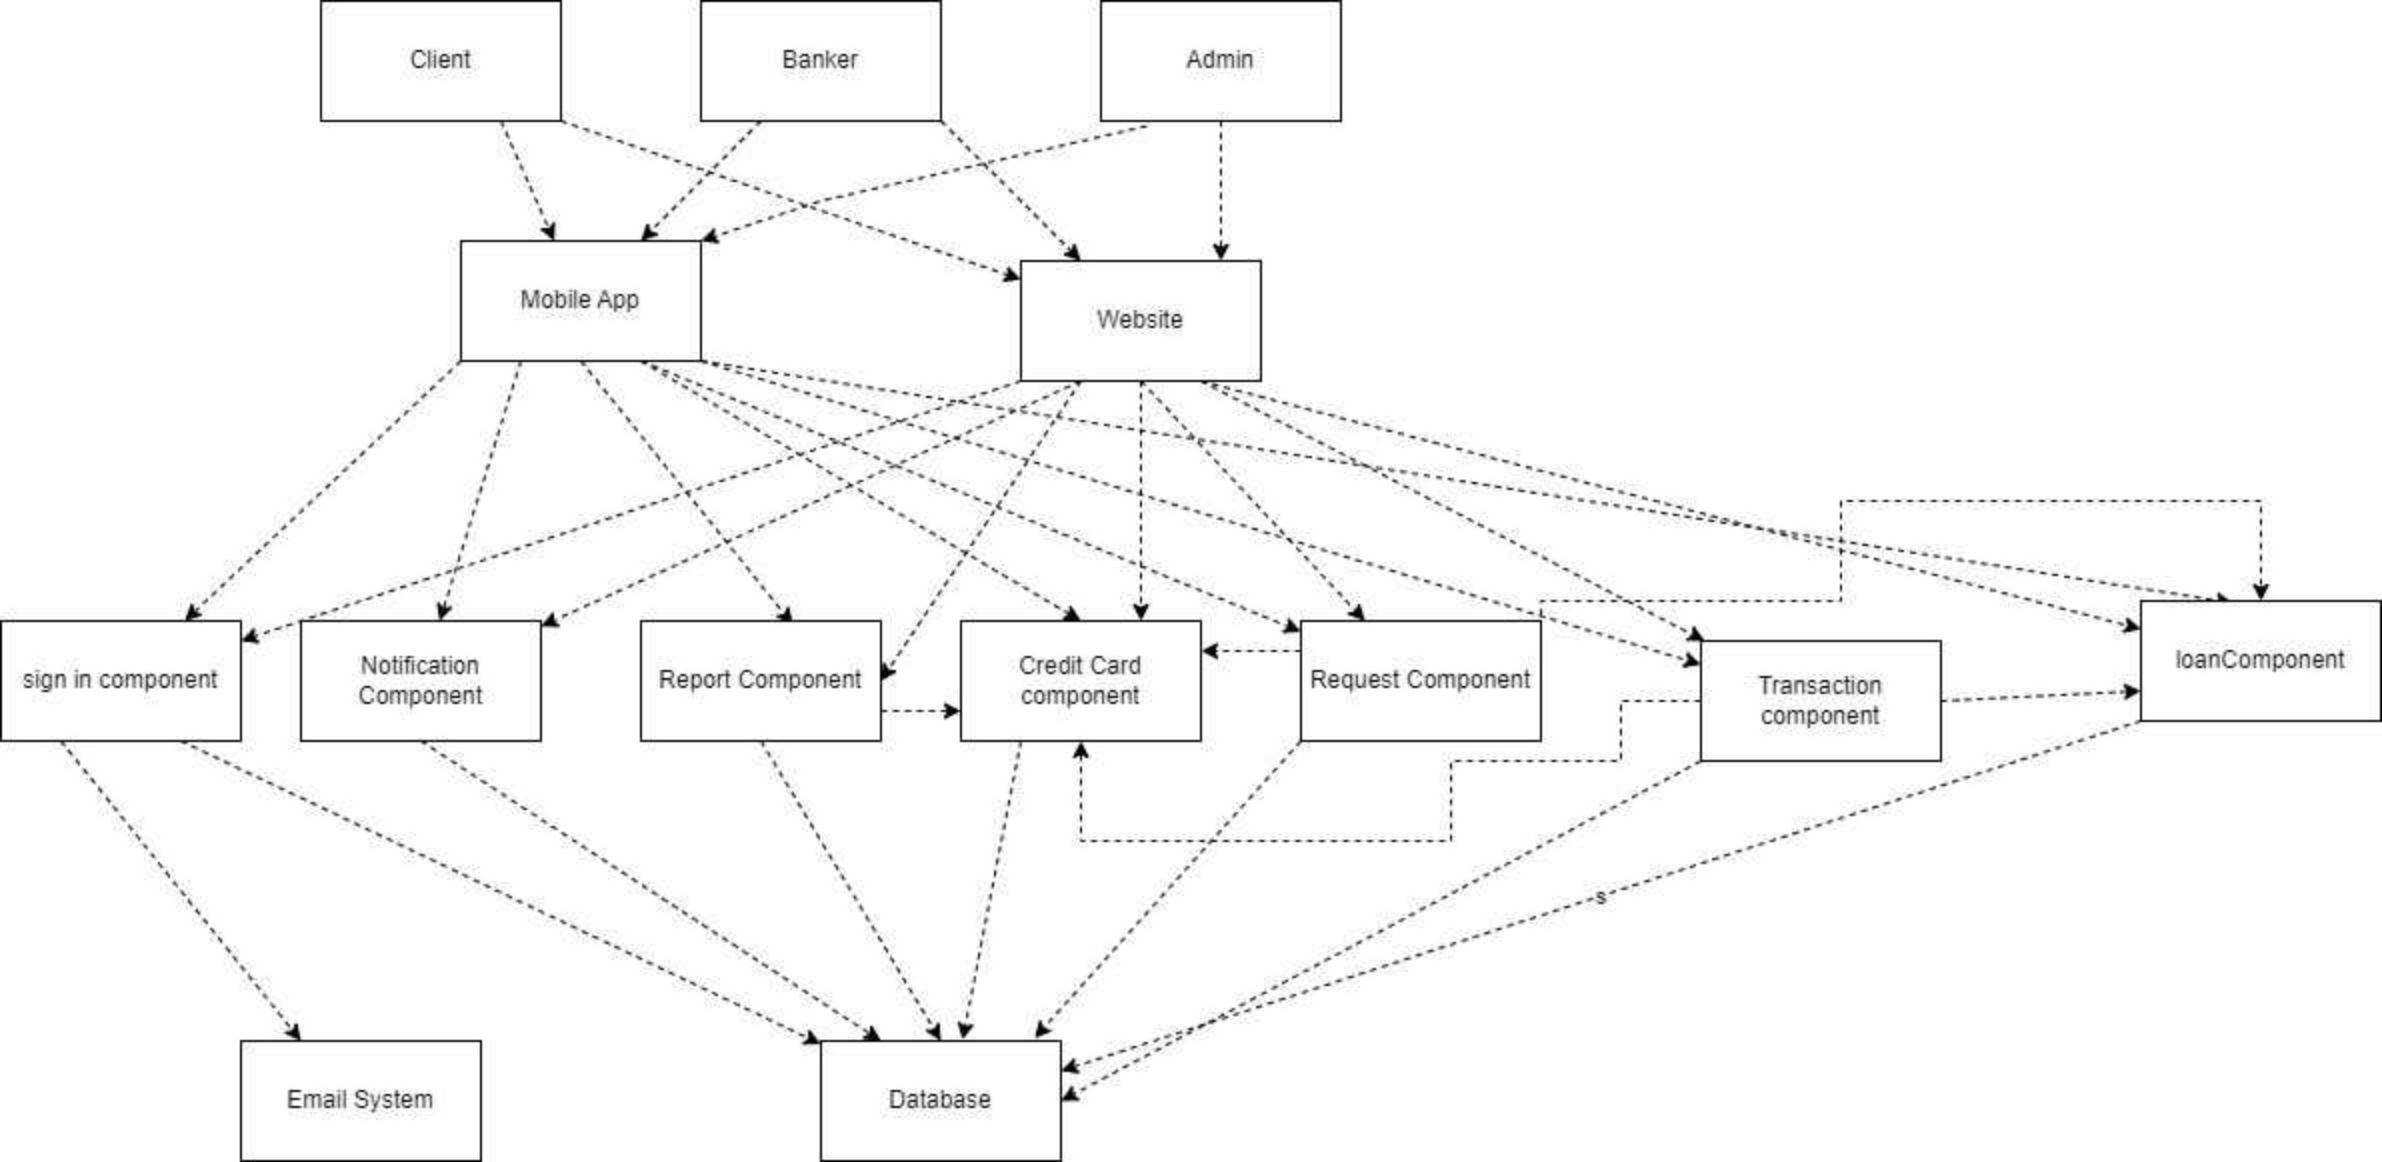 Client
Banker
Admin
Mobile App
Website
sign in component
Notification
Component
Report Component
Credit Card
component
Request Component
Transaction
component
loanComponent
s
Email System
Database